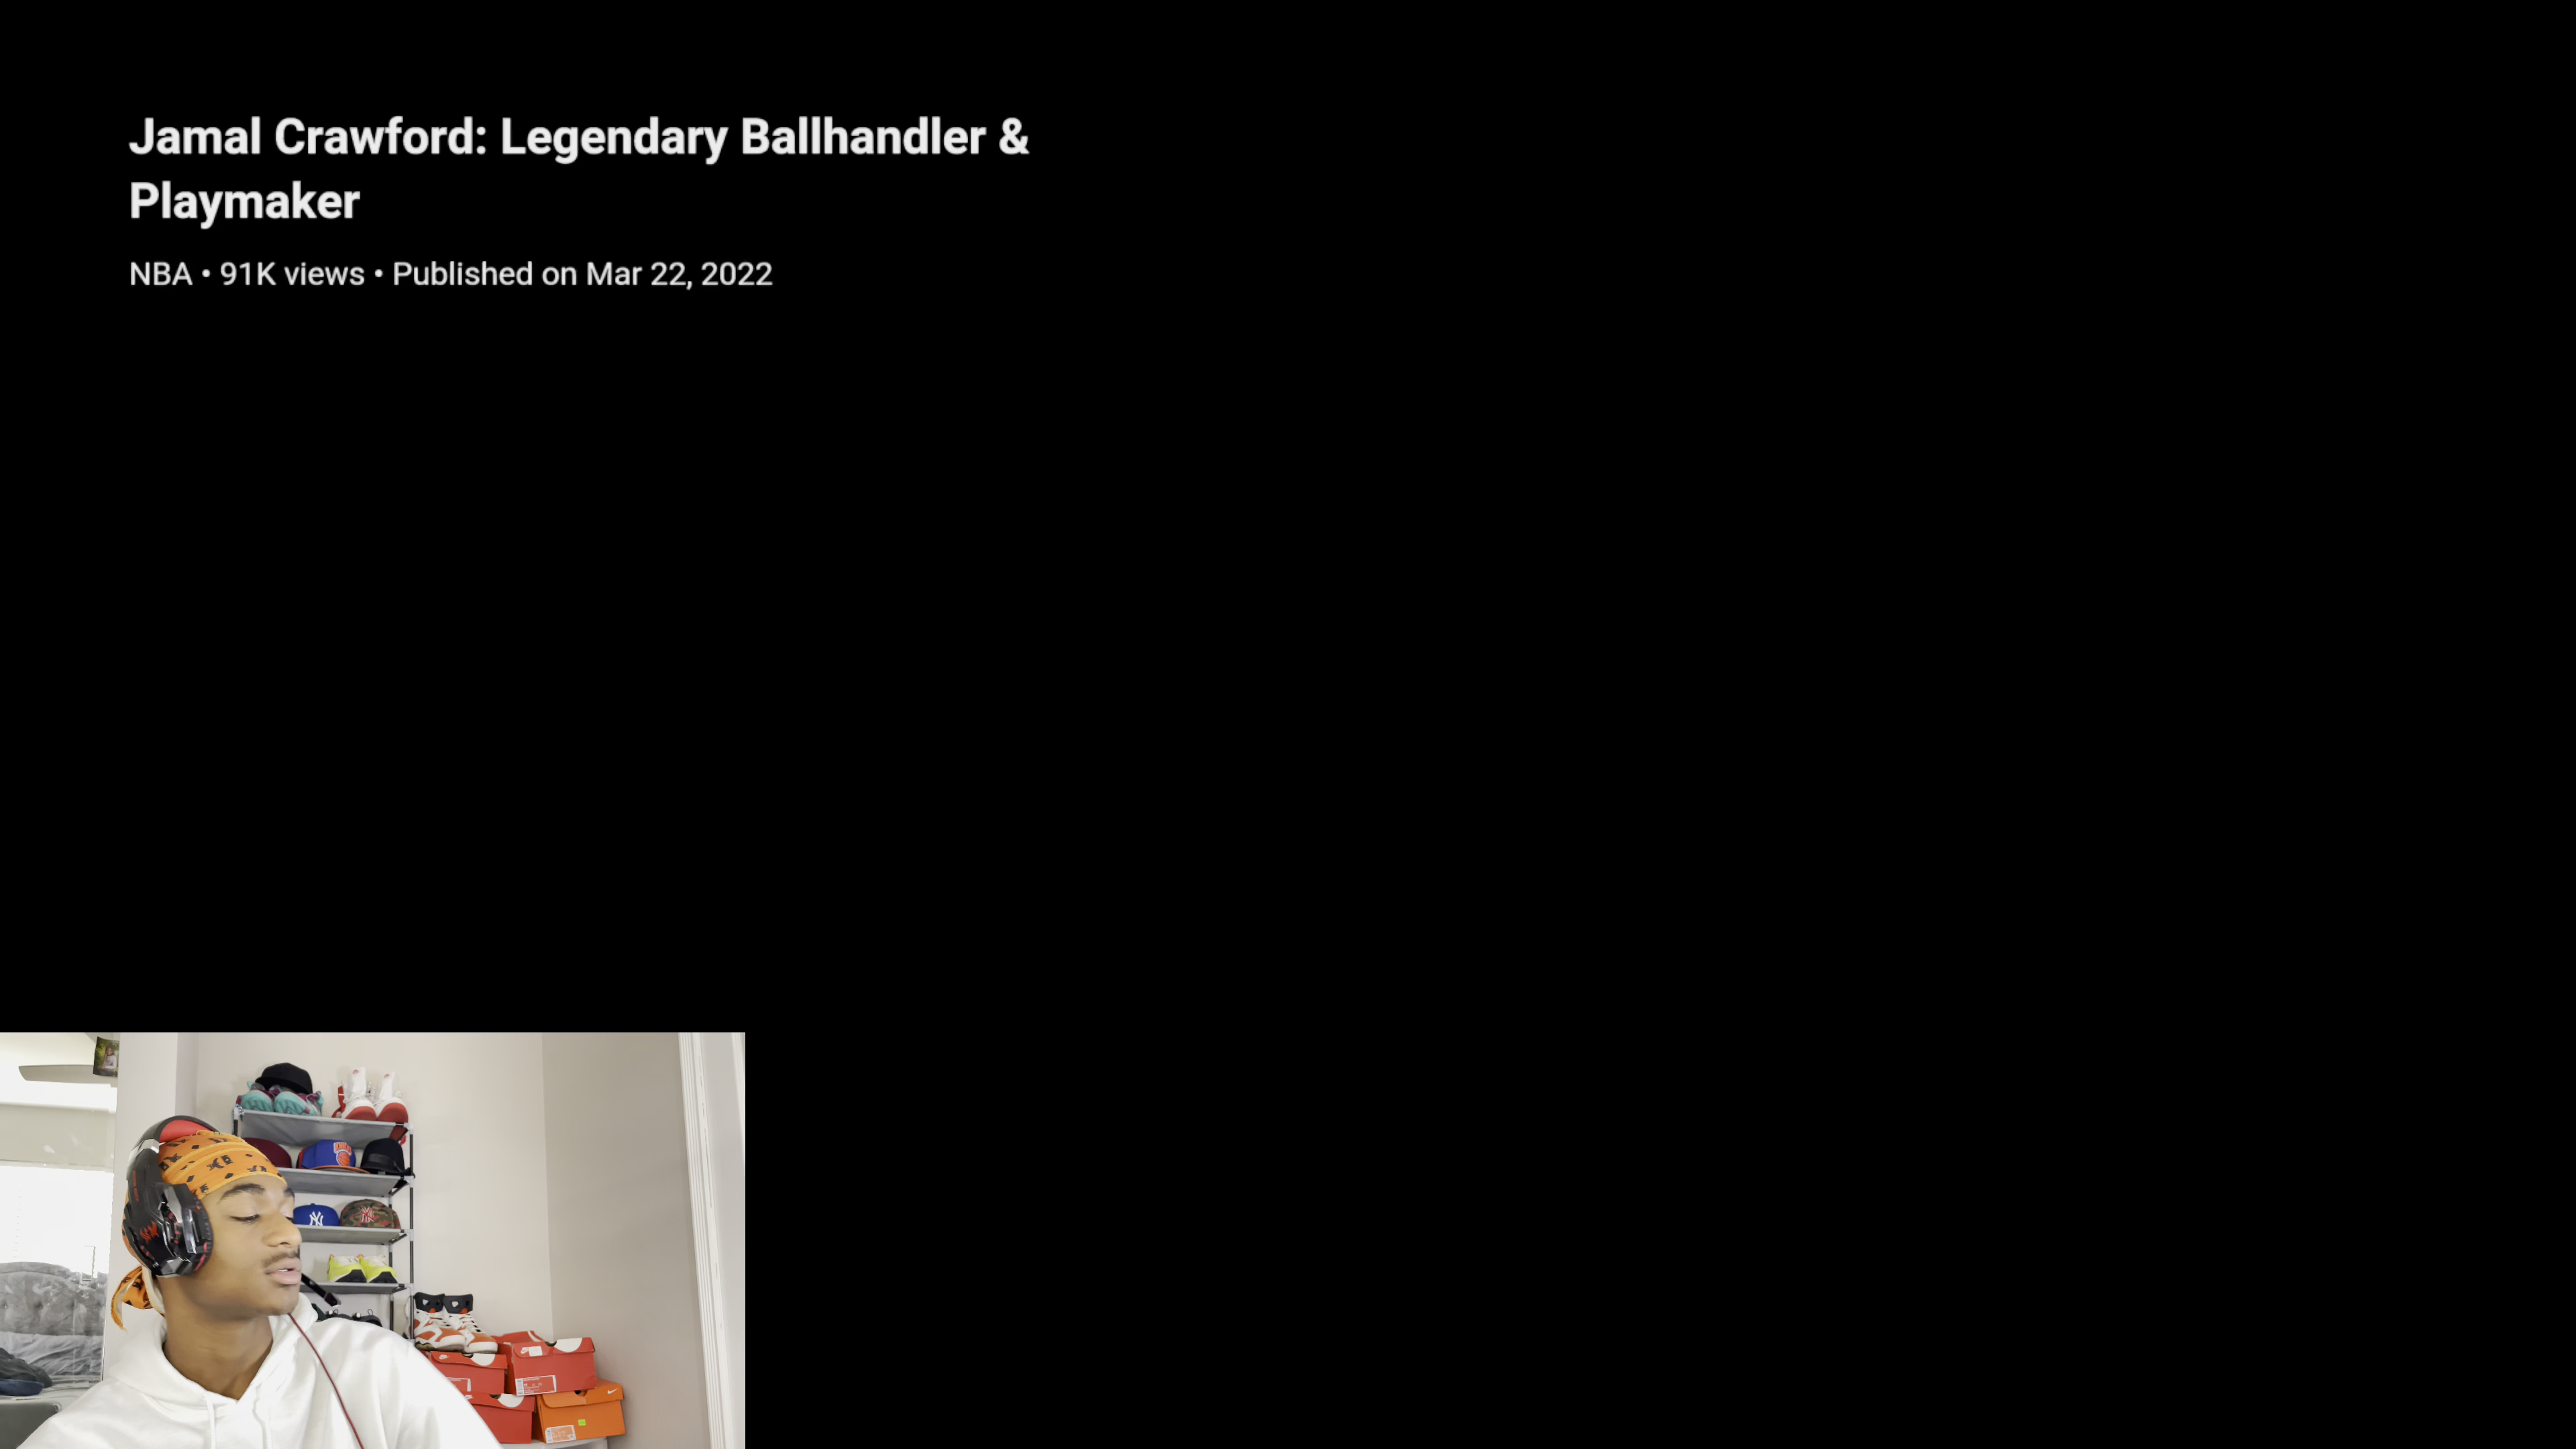 Jamal Crawford: Legendary Ballhandler &
Playmaker
NBA • 91K views • Published on Mar 22, 2022